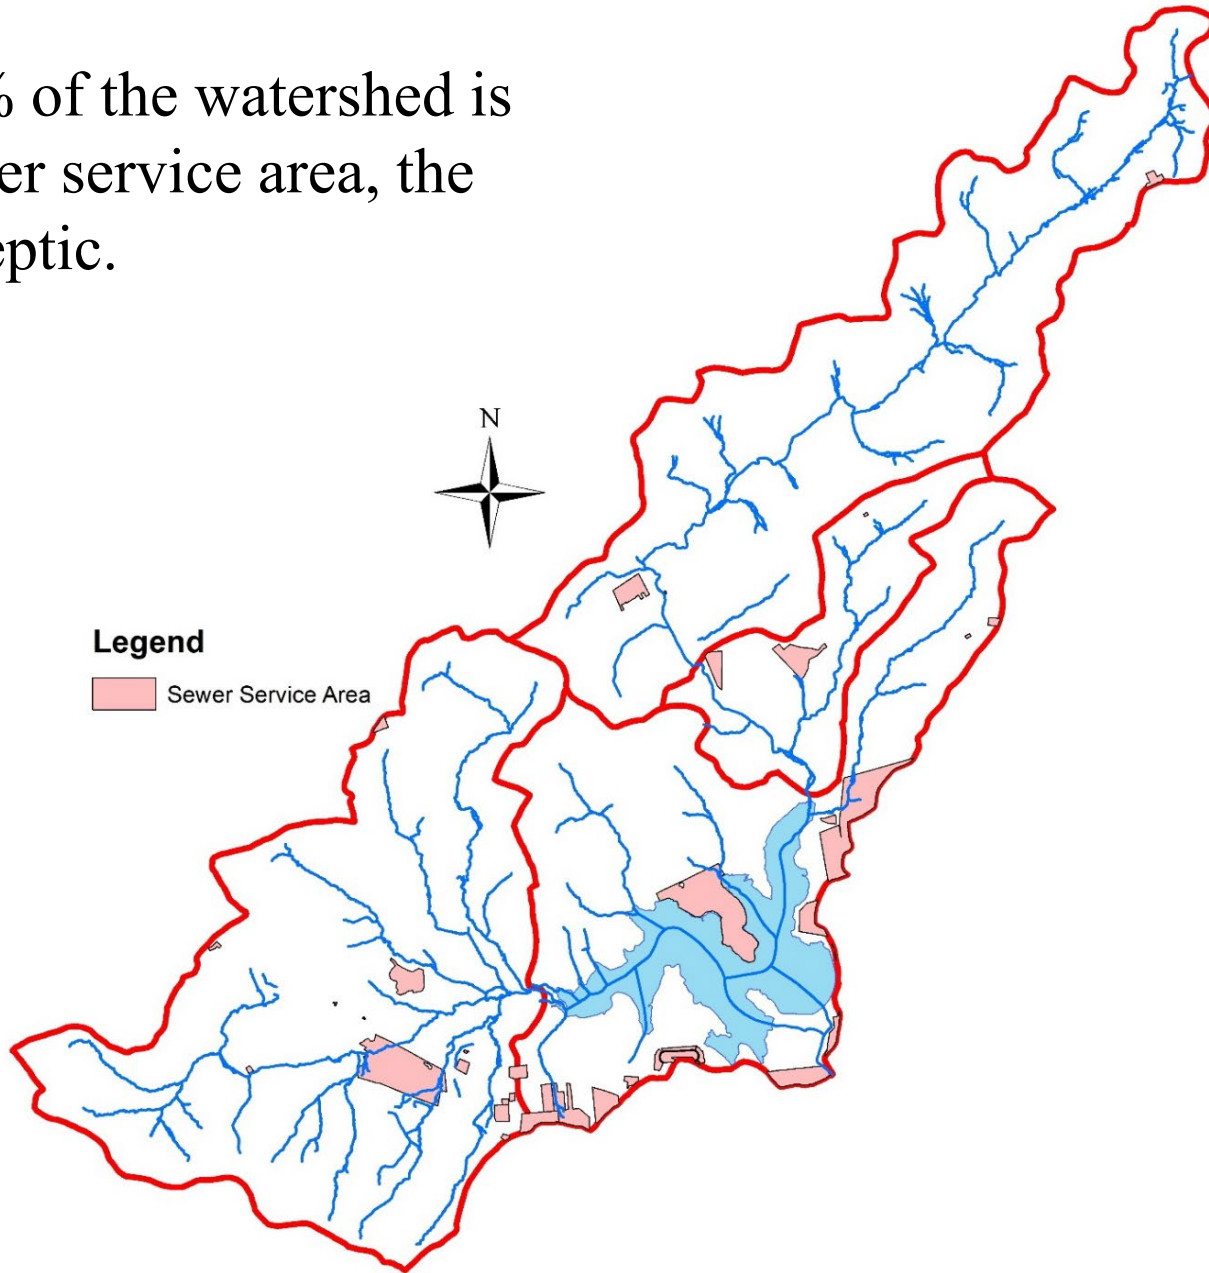 % of the watershed is
er service area, the
eptic.
N
Legend
Sewer Service Area